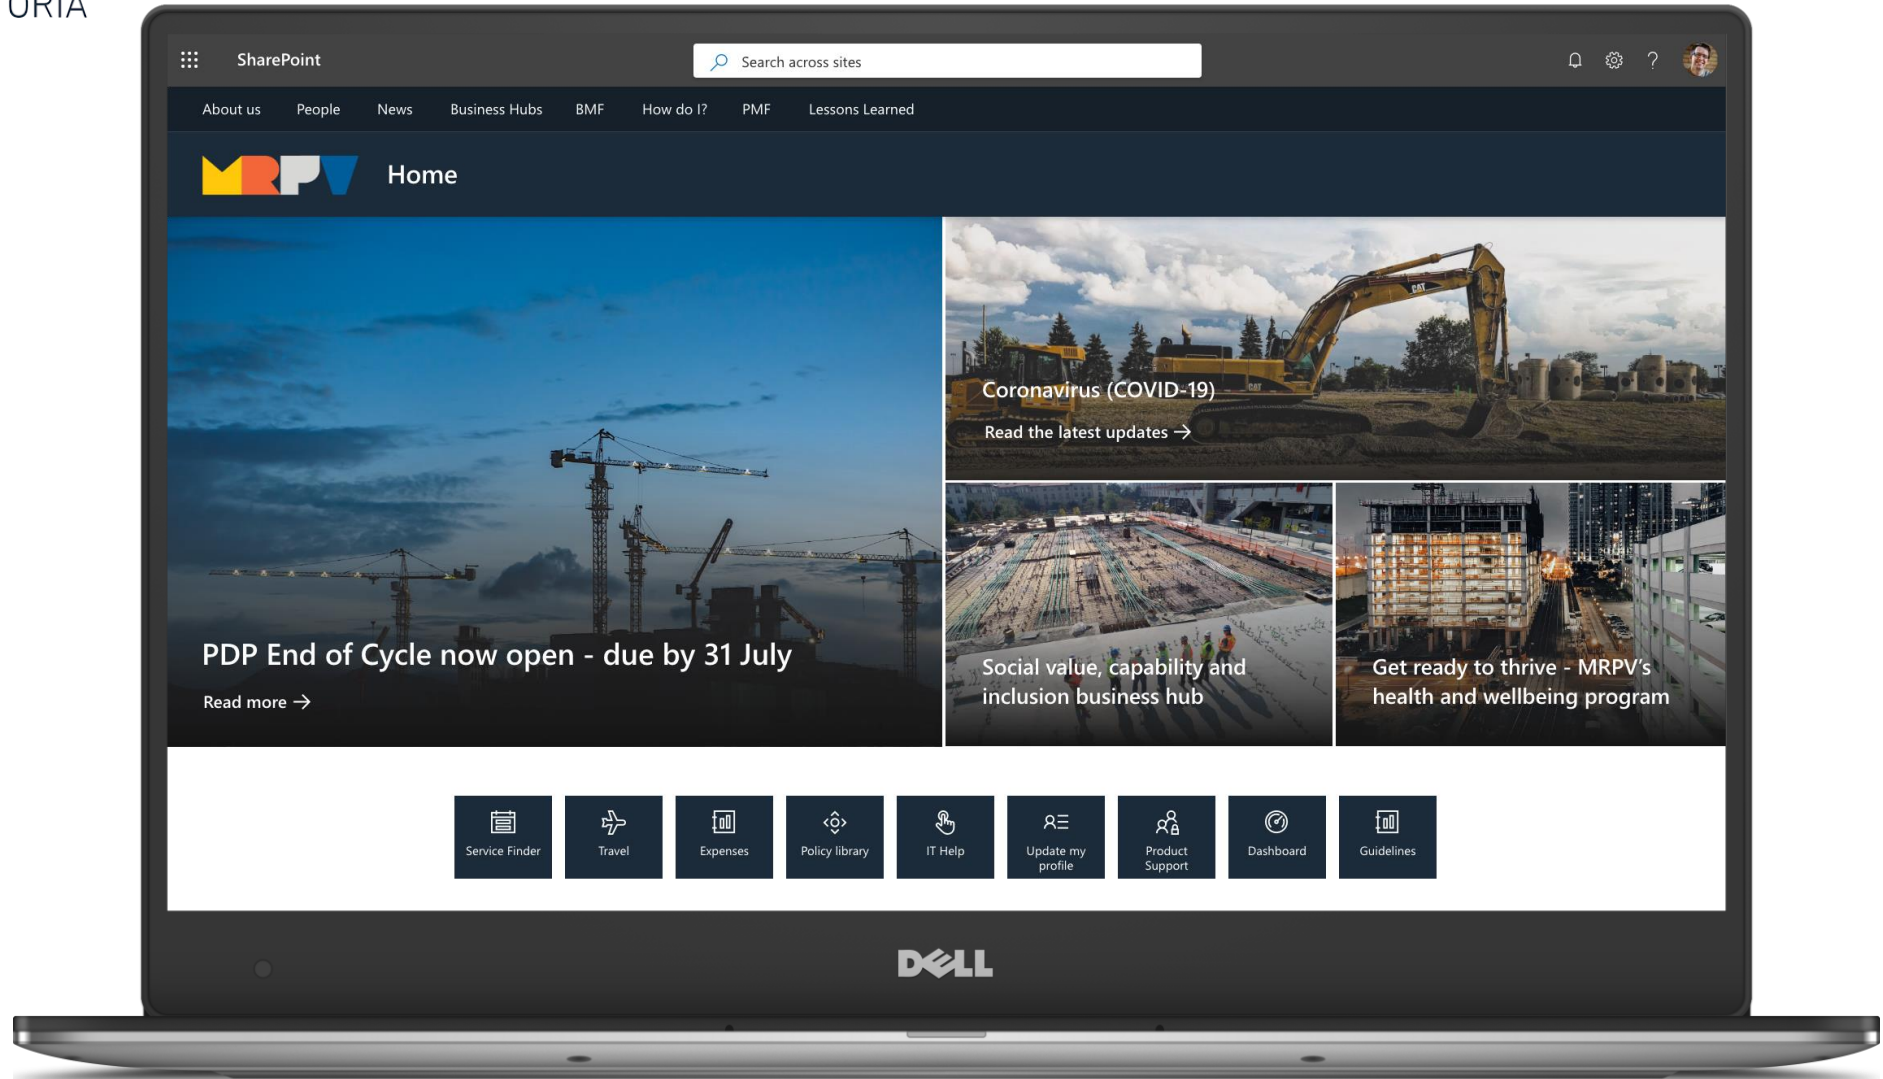 ORIA
SharePoint
Search across sites
About us People News Business Hubs BMF How do I? PMF Lessons Learned
MRPV Home
CAT
CAT
Coronavirus (COVID-19)
Read the latest updates →
PDP End of Cycle now open - due by 31 July
Read more →
Social value, capability and
inclusion business hub
Get ready to thrive - MRPV's
health and wellbeing program
Service Finder
Travel
Expenses
Policy library
IT Help
Update my
profile
Product
Support
Dashboard
Guidelines
DELL